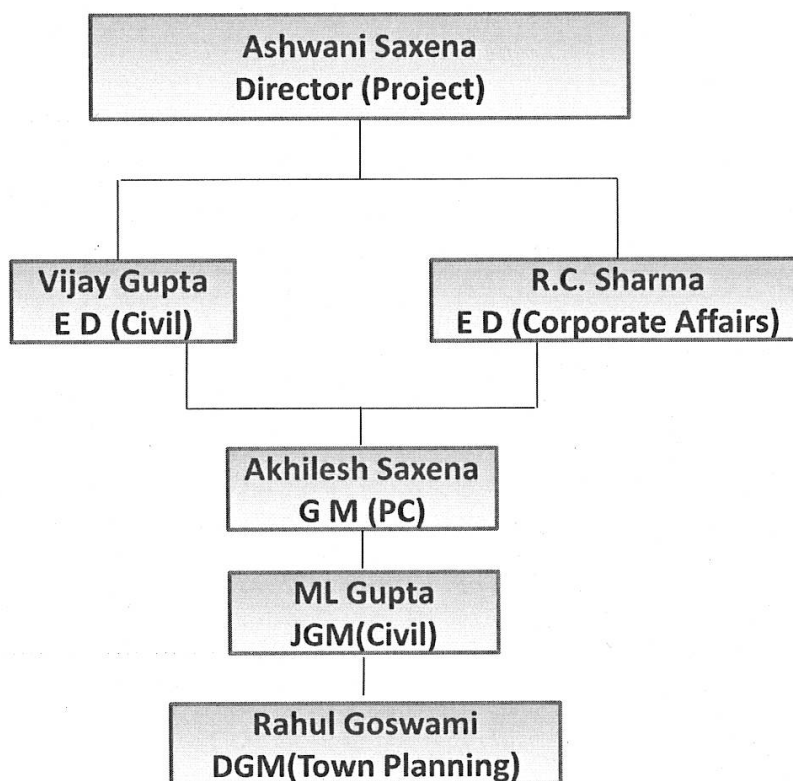 Ashwani Saxena
Director (Project)
Vijay Gupta
E D (Civil)
R.C. Sharma
E D (Corporate Affairs)
Akhilesh Saxena
G M (PC)
ML Gupta
JGM(Civil)
Rahul Goswami
DGM(Town Planning)